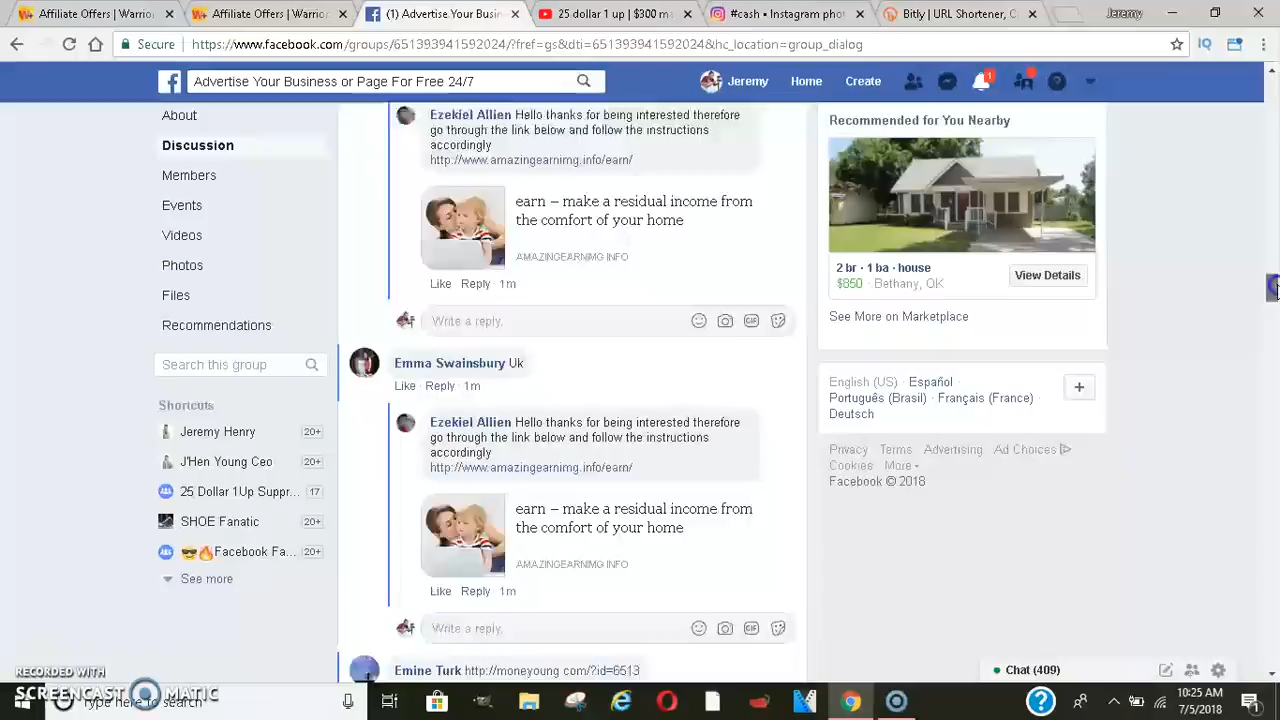 Affiliate Offers | Warrior
Affiliate Offers | Warrior
(1) Advertise Your Busin
25 dollar 1 up | $300 m
#cash • Instagram phot
Bitly | URL Shortener, C
Jeremy
Secure
https://www.facebook.com/groups/651393941592024/?fref=gs&dti=651393941592024&hc_location=group_dialog
IQ
Advertise Your Business or Page For Free 24/7
Jeremy
Home
Create
1
About
Discussion
Members
Events
Videos
Photos
Files
Recommendations
Search this group
Shortcuts
Jeremy Henry 20+
J'Hen Young Ceo 20+
25 Dollar 1Up Suppr... 17
SHOE Fanatic 20+
😎🔥Facebook Fa... 20+
See more
Ezekiel Allien Hello thanks for being interested therefore
go through the link below and follow the instructions
accordingly
http://www.amazingearnimg.info/earn/
earn – make a residual income from
the comfort of your home
AMAZINGEARNIMG.INFO
Like · Reply · 1m
Write a reply...
Emma Swainsbury Uk
Like · Reply · 1m
Ezekiel Allien Hello thanks for being interested therefore
go through the link below and follow the instructions
accordingly
http://www.amazingearnimg.info/earn/
earn – make a residual income from
the comfort of your home
AMAZINGEARNIMG.INFO
Like · Reply · 1m
Write a reply...
Emine Turk http://moneyoung.com/?id=6513
Recommended for You Nearby
2 br · 1 ba · house
$850 · Bethany, OK
View Details
See More on Marketplace
English (US) · Español ·
Português (Brasil) · Français (France) ·
Deutsch
Privacy · Terms · Advertising · Ad Choices
Cookies · More
Facebook © 2018
Chat (409)
RECORDED WITH
SCREENCAST MATIC
Type here to search
10:25 AM
7/5/2018
1